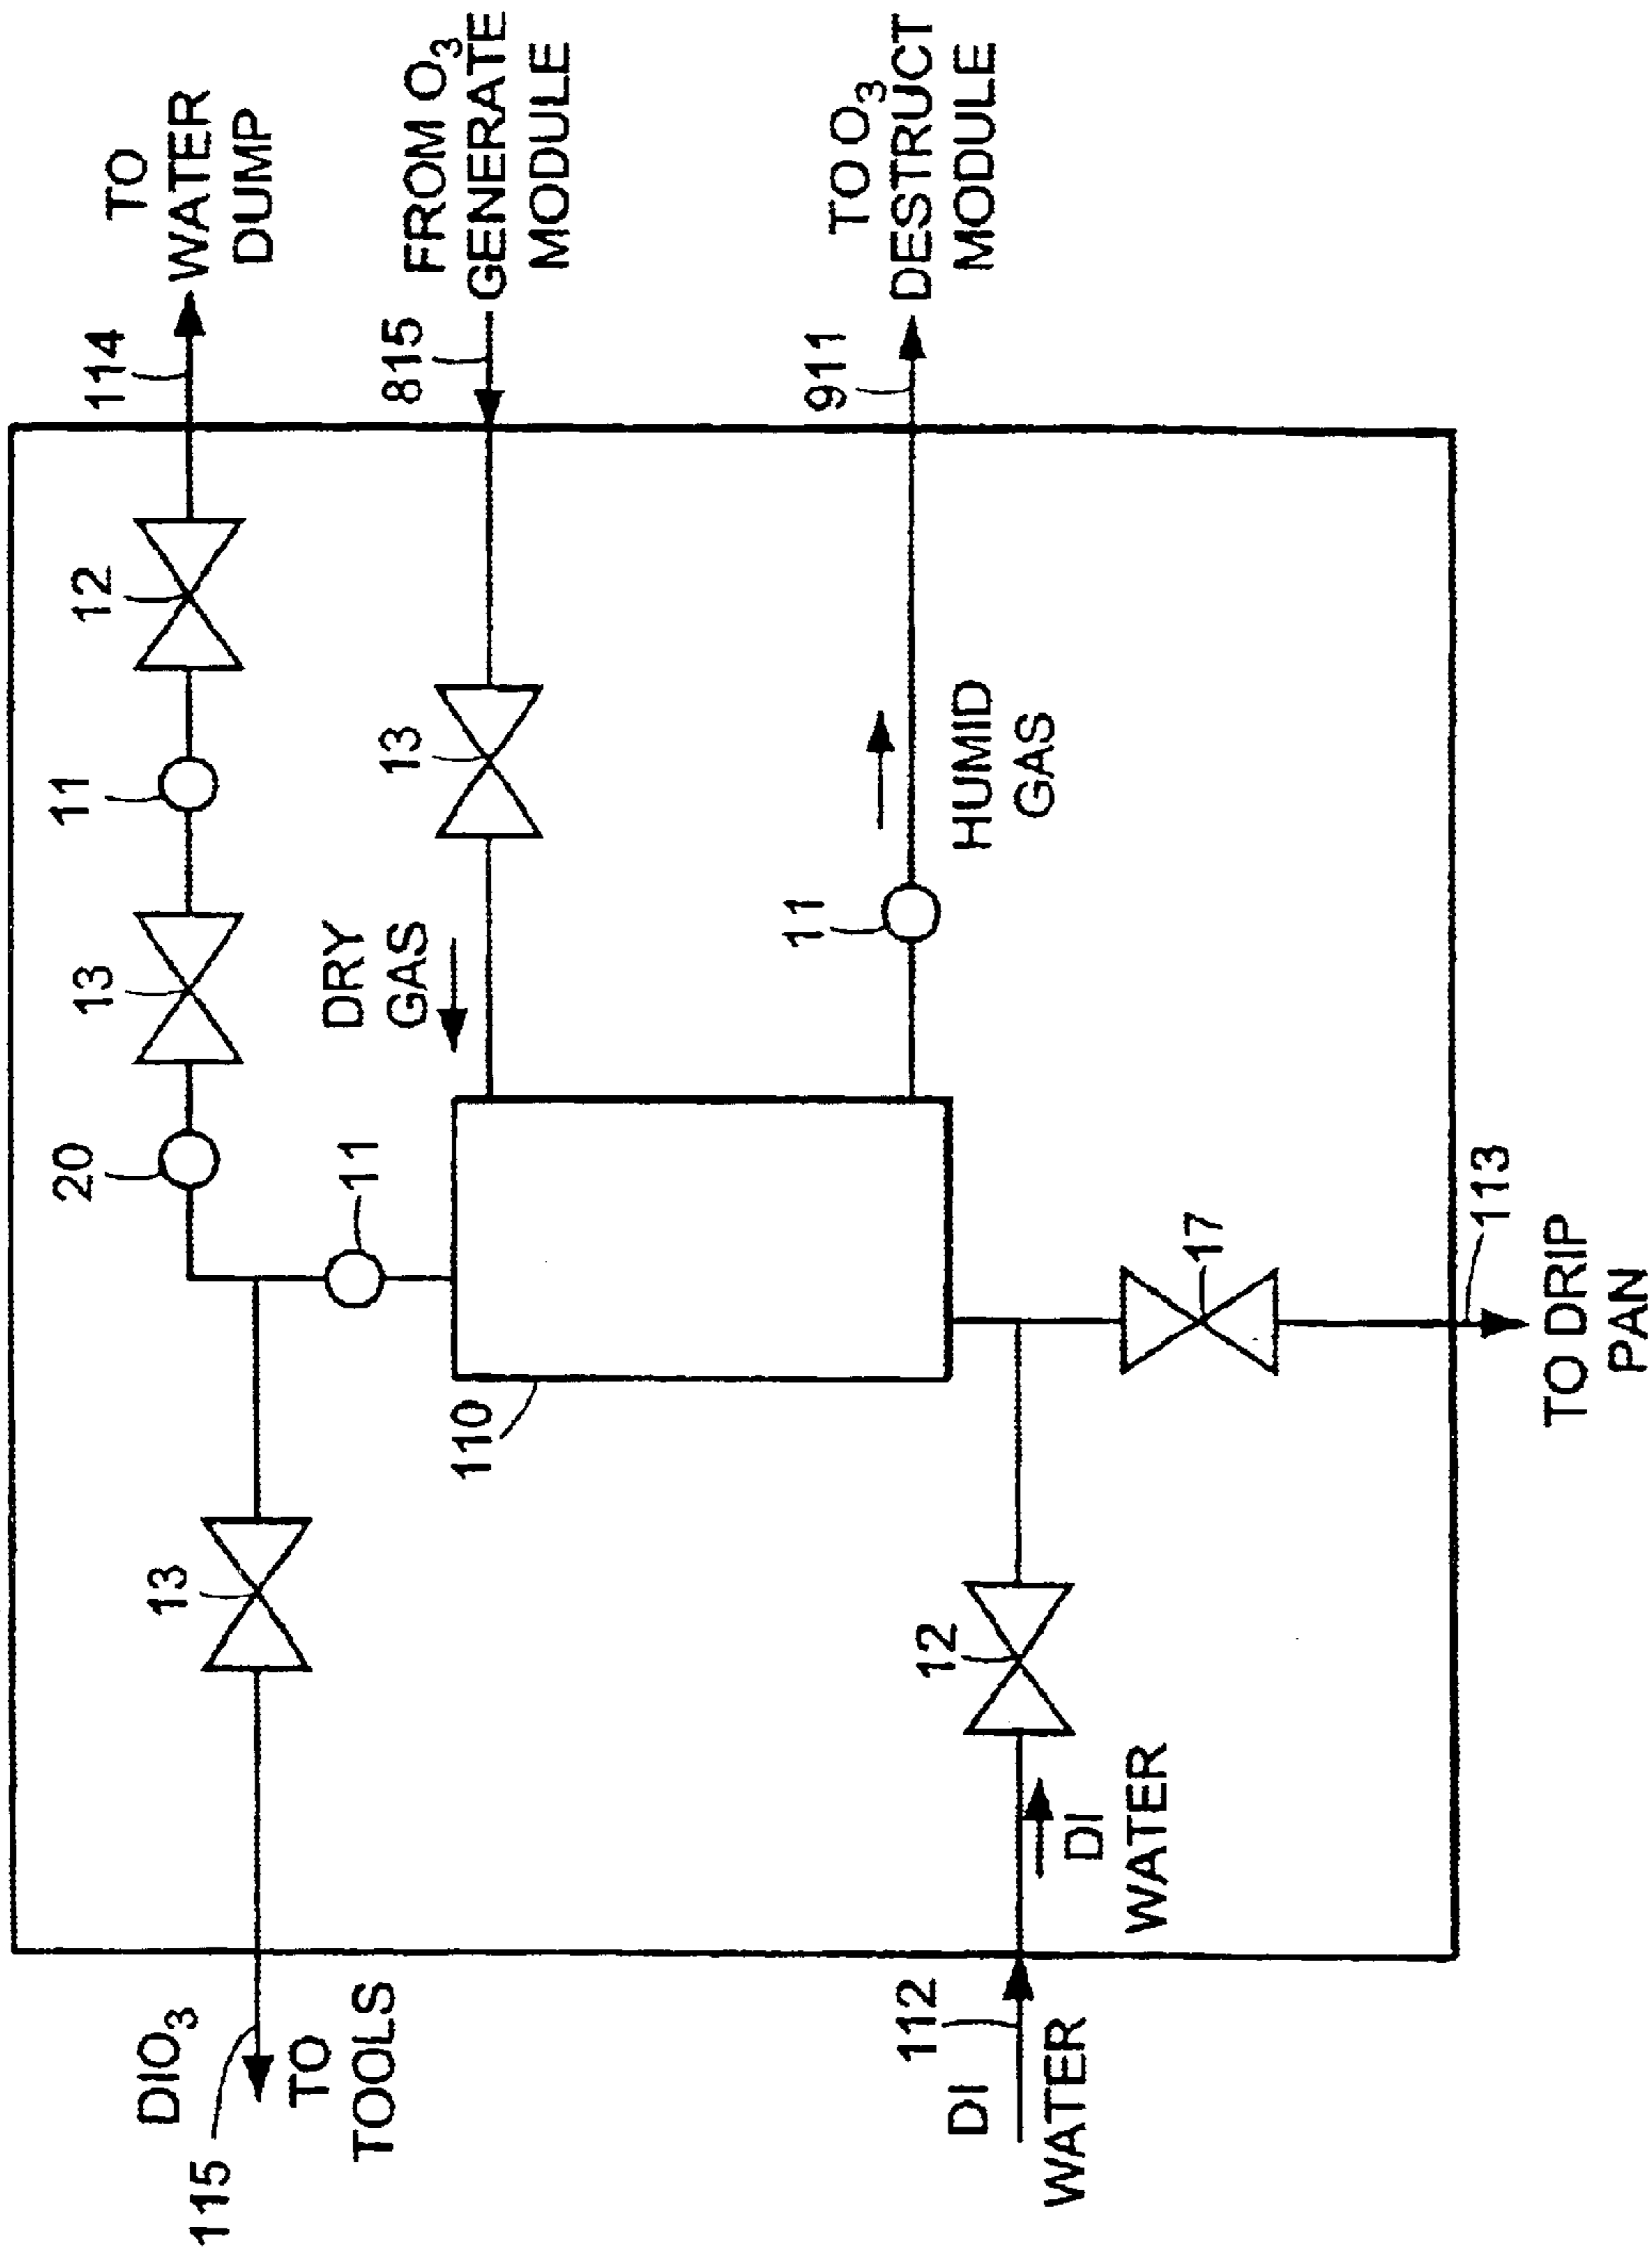 20
13
11
12
114
TO
WATER
DUMP
DIO3
115
TO
TOOLS
13
11
DRY
GAS
13
815
FROM O3
GENERATE
MODULE
110
11
HUMID
GAS
911
TO O3
DESTRUCT
MODULE
112
DI
WATER
12
DI
WATER
17
113
TO DRIP
PAN